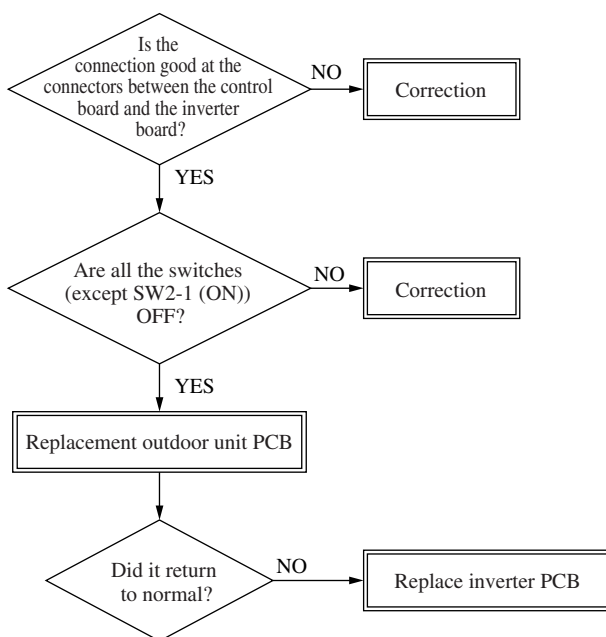 Is the
connection good at the
connectors between the control
board and the inverter
board?
NO
Correction
YES
Are all the switches
(except SW2-1 (ON))
OFF?
NO
Correction
YES
Replacement outdoor unit PCB
Did it return
to normal?
NO
Replace inverter PCB